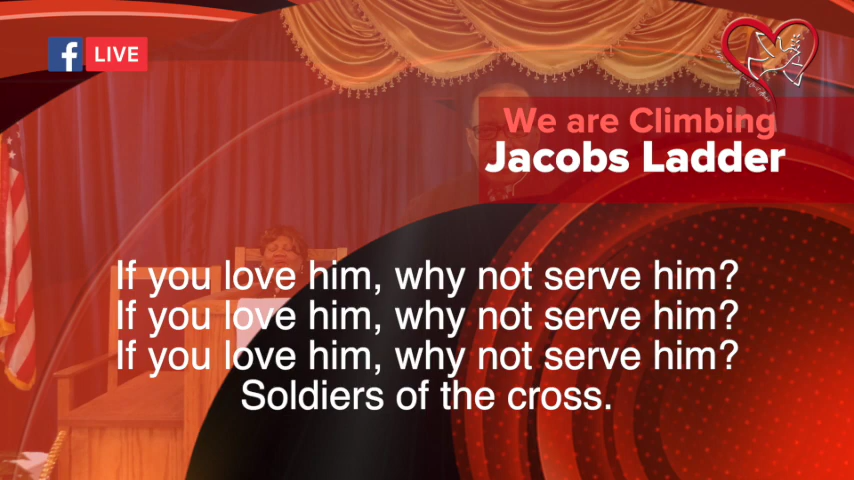 f LIVE
We are Climbing
Jacobs Ladder
If you love him, why not serve him?
If you love him, why not serve him?
If you love him, why not serve him?
Soldiers of the cross.